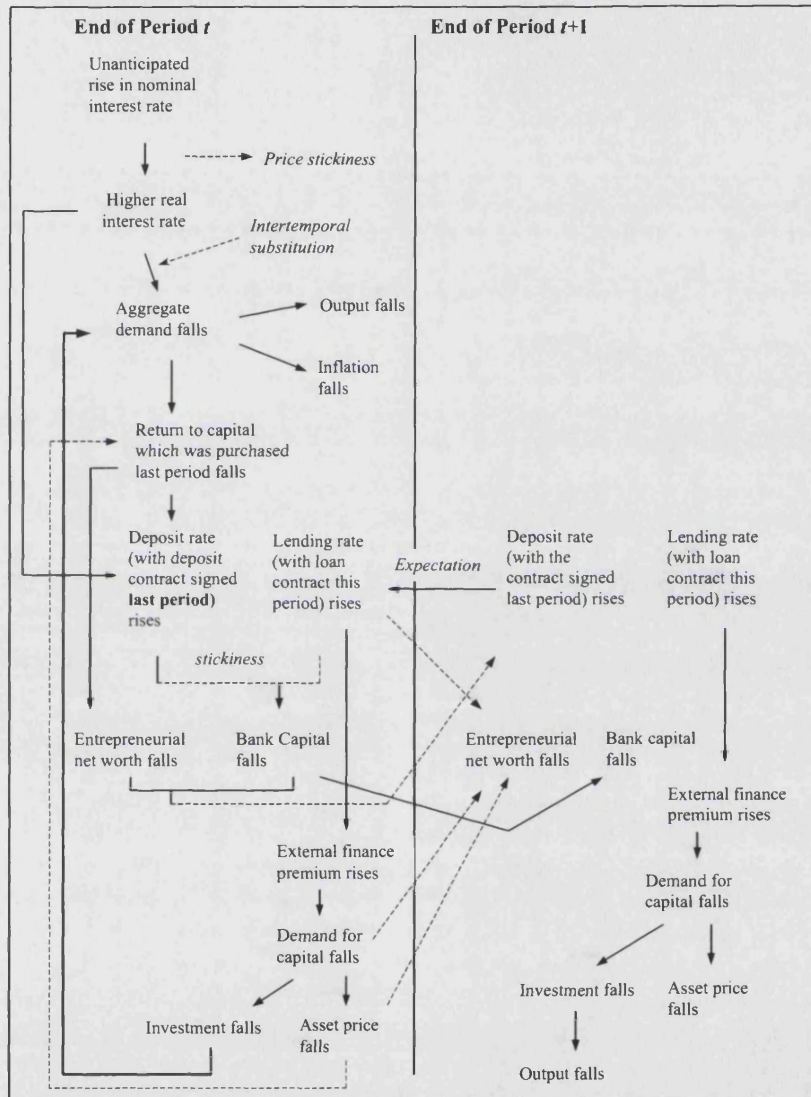 End of Period t
Unanticipated
rise in nominal
interest rate
Price stickiness
Higher real
interest rate
Intertemporal
substitution
Aggregate
demand falls
Output falls
Inflation
falls
Return to capital
which was purchased
last period falls
Deposit rate
(with deposit
contract signed
last period)
rises
Lending rate
(with loan
contract this
period) rises
stickiness
Entrepreneurial
net worth falls
Bank Capital
falls
External finance
premium rises
Demand for
capital falls
Investment falls
Asset price
falls
End of Period t+1
Expectation
Deposit rate
(with the
contract signed
last period) rises
Lending rate
(with loan
contract this
period) rises
Entrepreneurial
net worth falls
Bank capital
falls
External finance
premium rises
Demand for
capital falls
Investment falls
Asset price
falls
Output falls